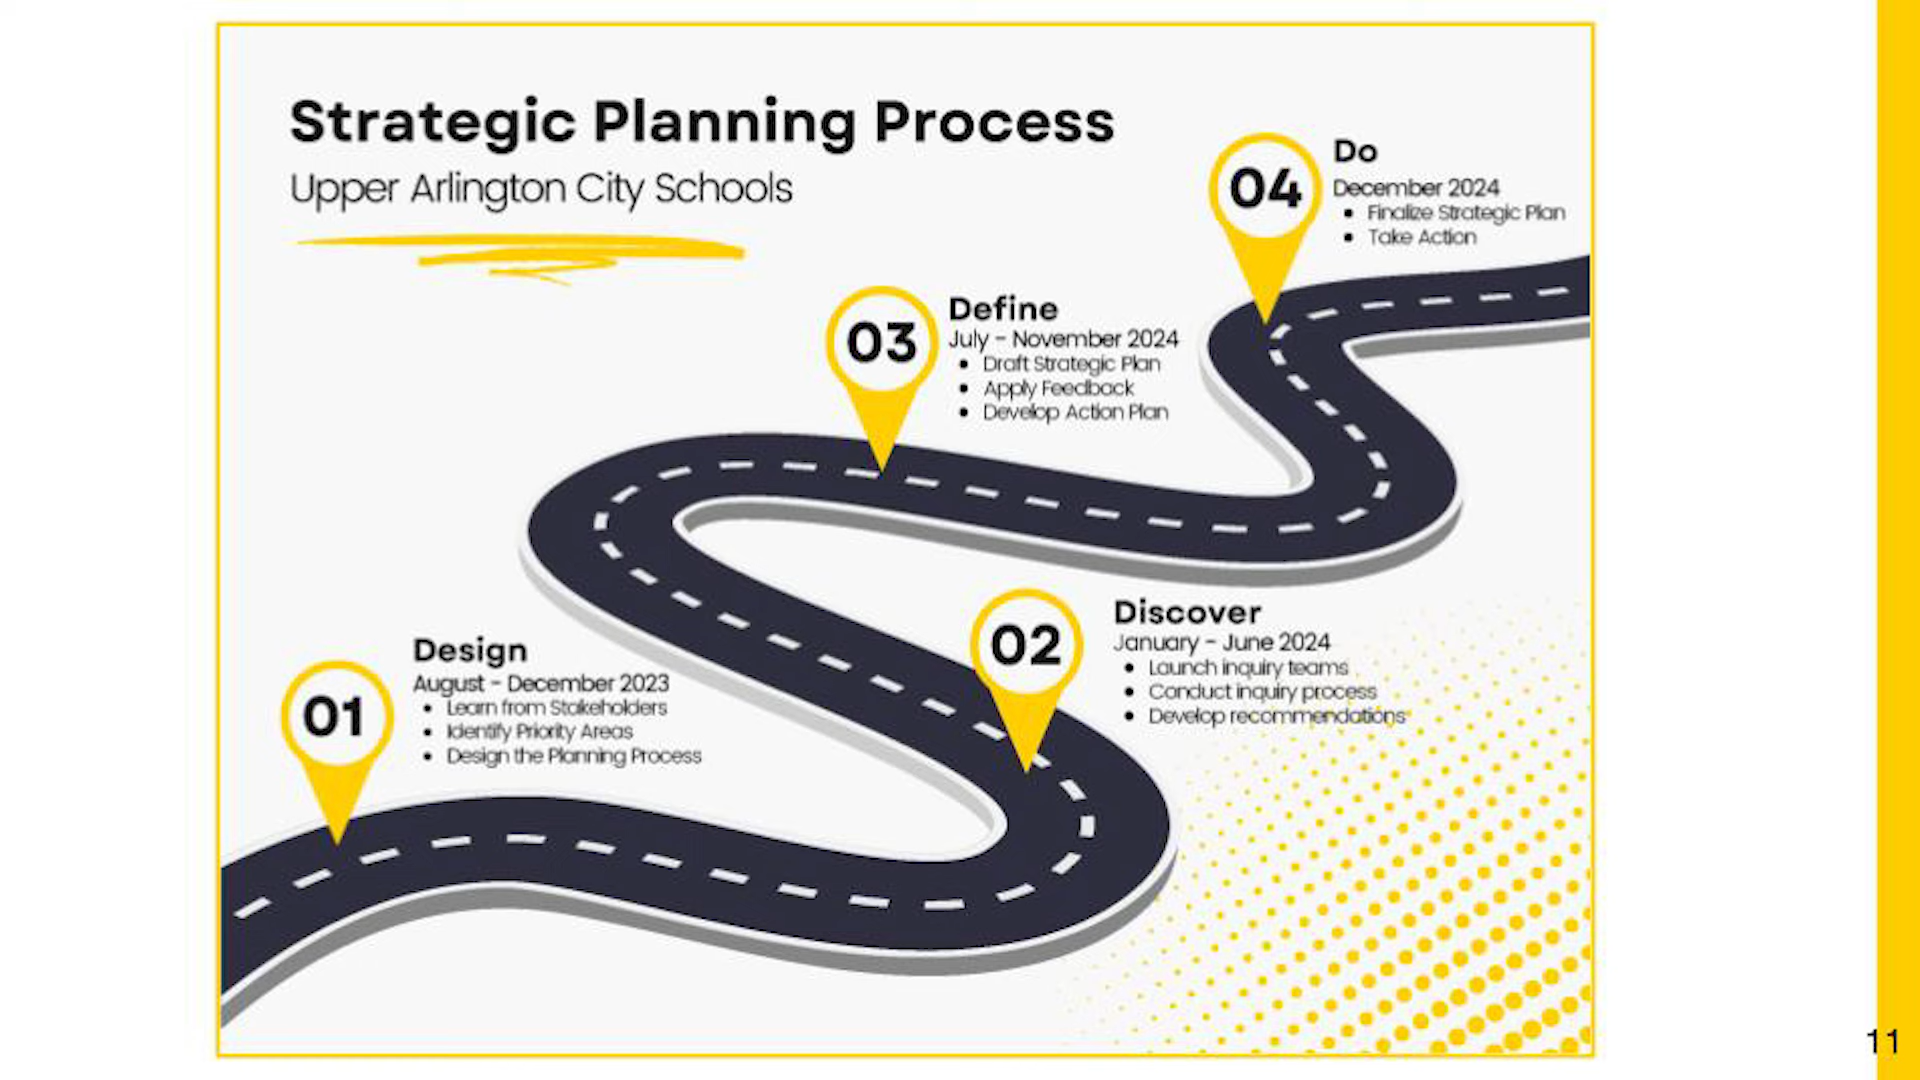 Strategic Planning Process
Upper Arlington City Schools
04
Do
December 2024
• Finalize Strategic Plan
• Take Action
03
Define
July - November 2024
• Draft Strategic Plan
• Apply Feedback
• Develop Action Plan
02
Discover
January - June 2024
• Launch inquiry teams
• Conduct inquiry process
• Develop recommendations
01
Design
August - December 2023
• Learn from Stakeholders
• Identify Priority Areas
• Design the Planning Process
11